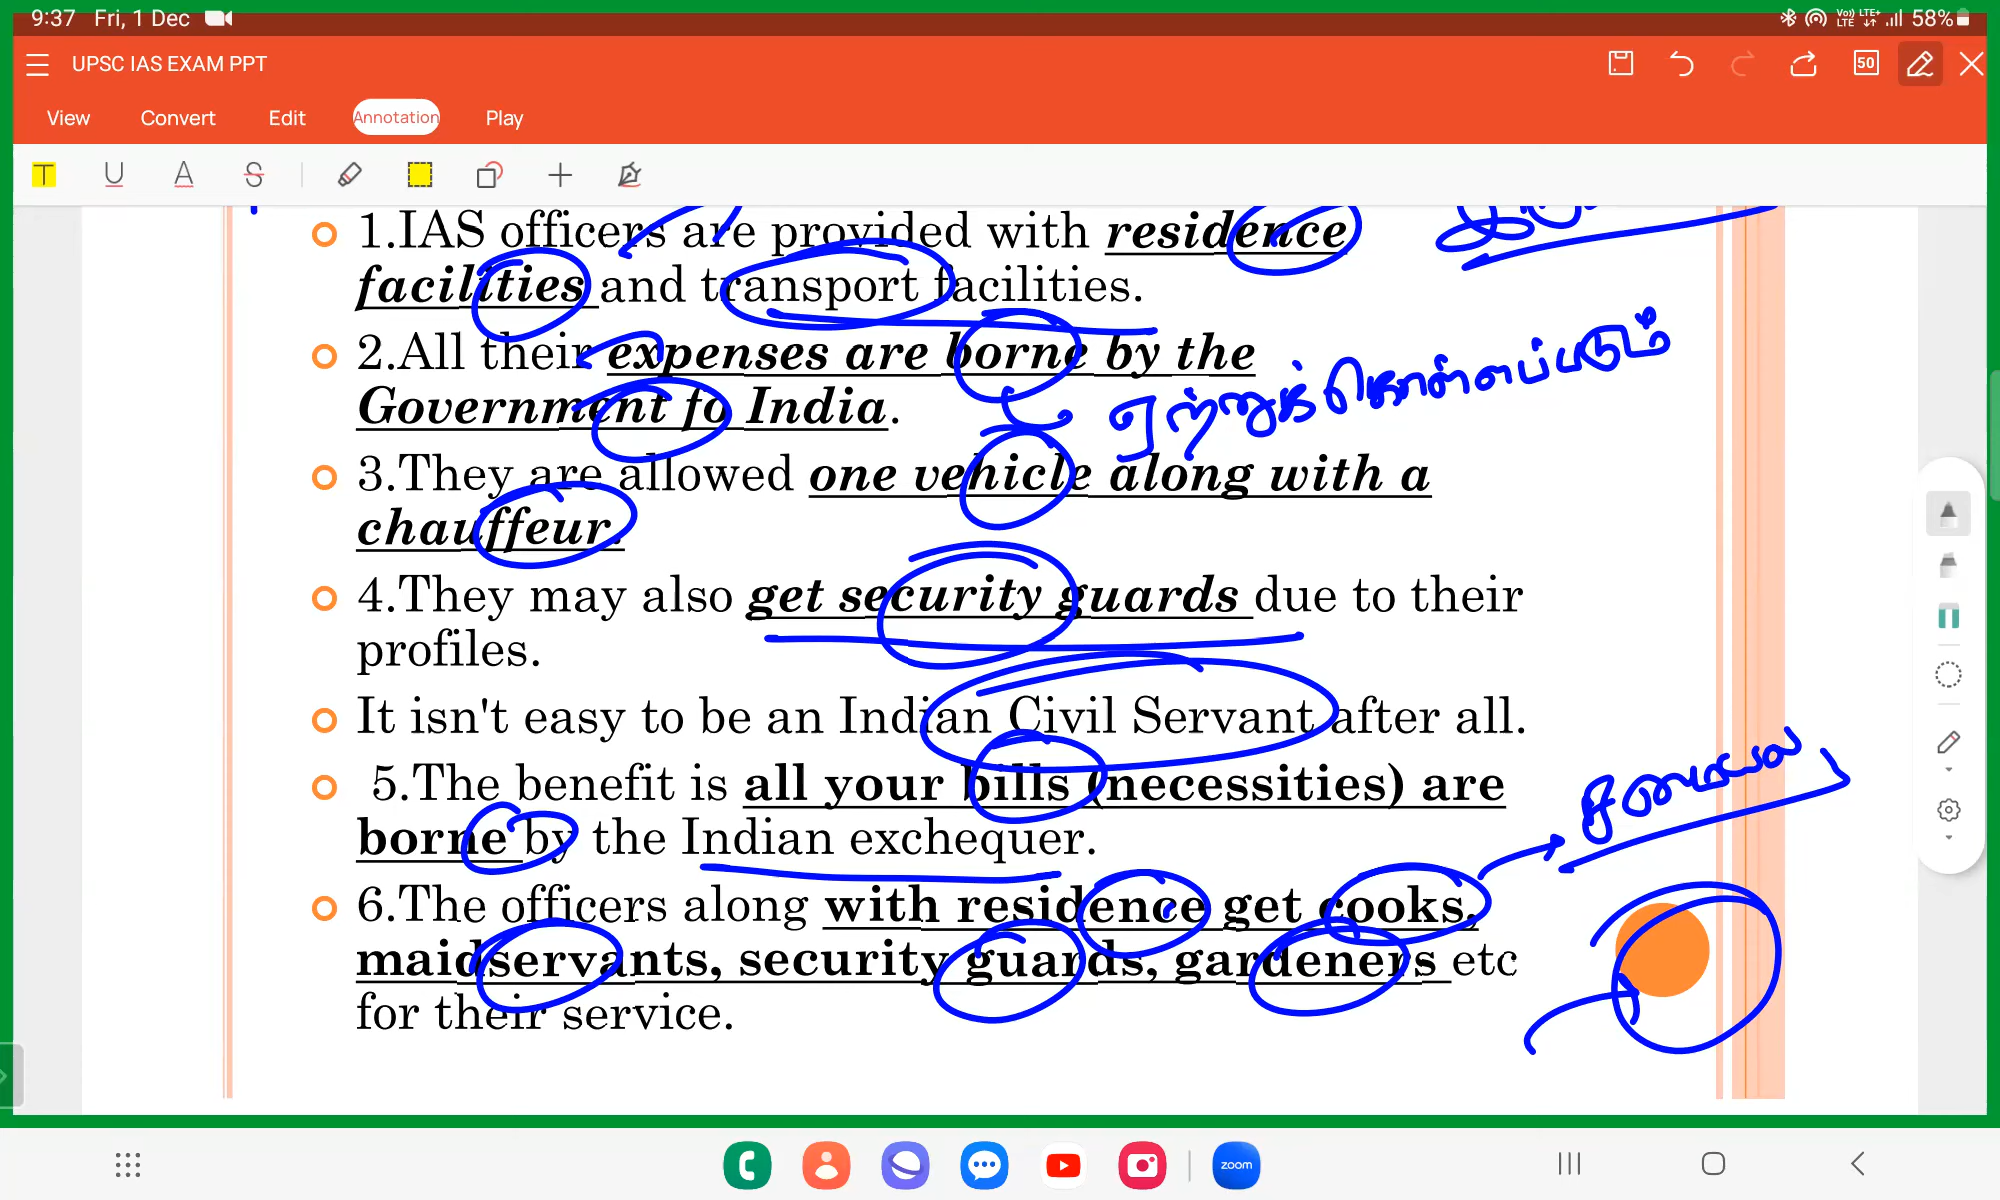 9:37 Fri, 1 Dec
Vo) LTE LTE+ 58%
UPSC IAS EXAM PPT
50
View Convert Edit Annotation Play
T U A S
1.IAS officers are provided with residence
facilities and transport facilities.
2.All their expenses are borne by the
Government fo India.
ஏற்றுக்கொள்ளப்படும்
3.They are allowed one vehicle along with a
chauffeur.
4.They may also get security guards due to their
profiles.
It isn't easy to be an Indian Civil Servant after all.
5.The benefit is all your bills (necessities) are
borne by the Indian exchequer.
6.The officers along with residence get cooks,
maidservants, security guards, gardeners etc
for their service.
zoom